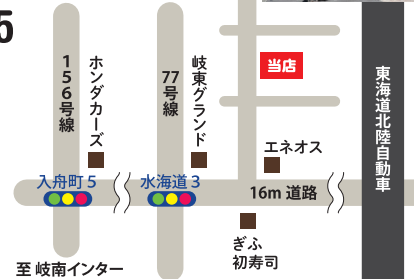 5
156号線
ホンダカーズ
77号線
岐東グランド
当店
東海道北陸自動車
エネオス
入舟町5
水海道3
16m 道路
ぎふ
初寿司
至 岐南インター